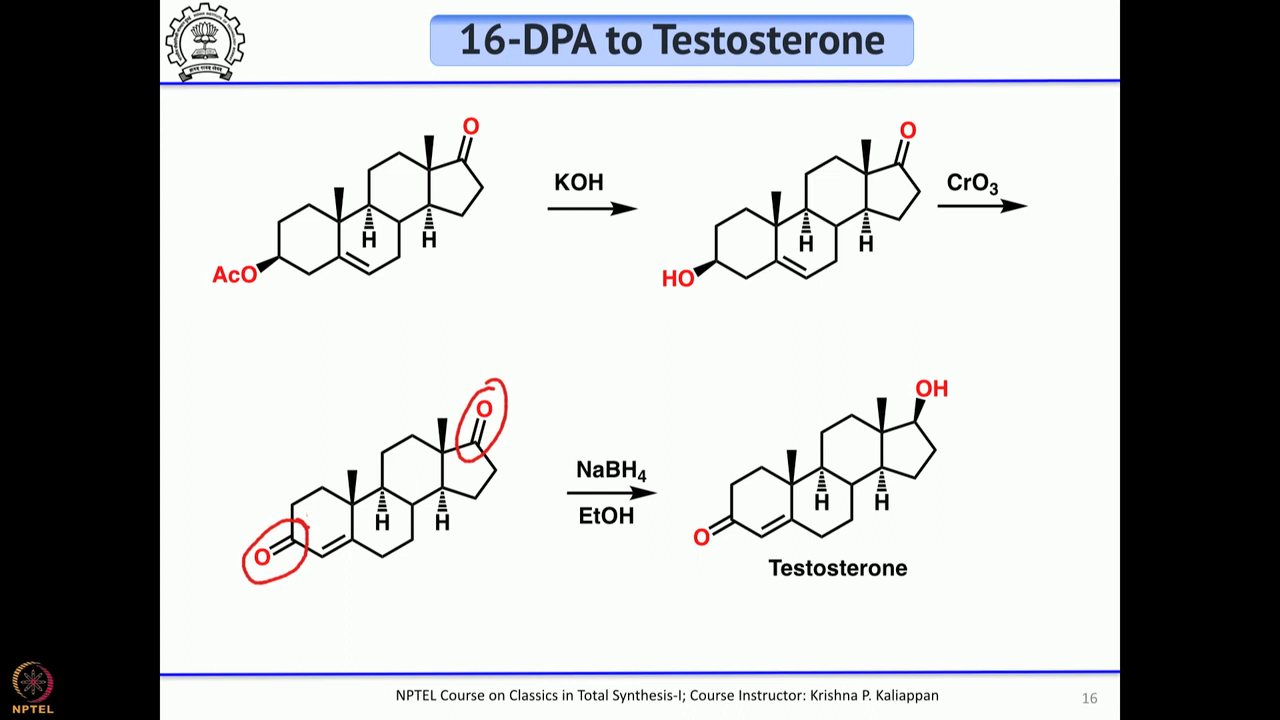 16-DPA to Testosterone
O
O
KOH
CrO3
H
H
H
H
AcO
HO
OH
O
NaBH4
EtOH
H
H
H
H
O
O
Testosterone
NPTEL Course on Classics in Total Synthesis-I; Course Instructor: Krishna P. Kaliappan
16
NPTEL